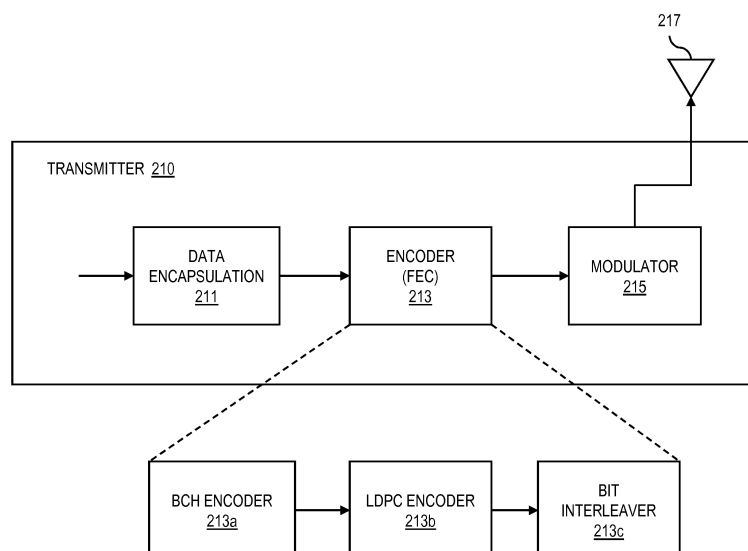 217
TRANSMITTER 210
DATA
ENCAPSULATION
211
ENCODER
(FEC)
213
MODULATOR
215
BCH ENCODER
213a
LDPC ENCODER
213b
BIT
INTERLEAVER
213c